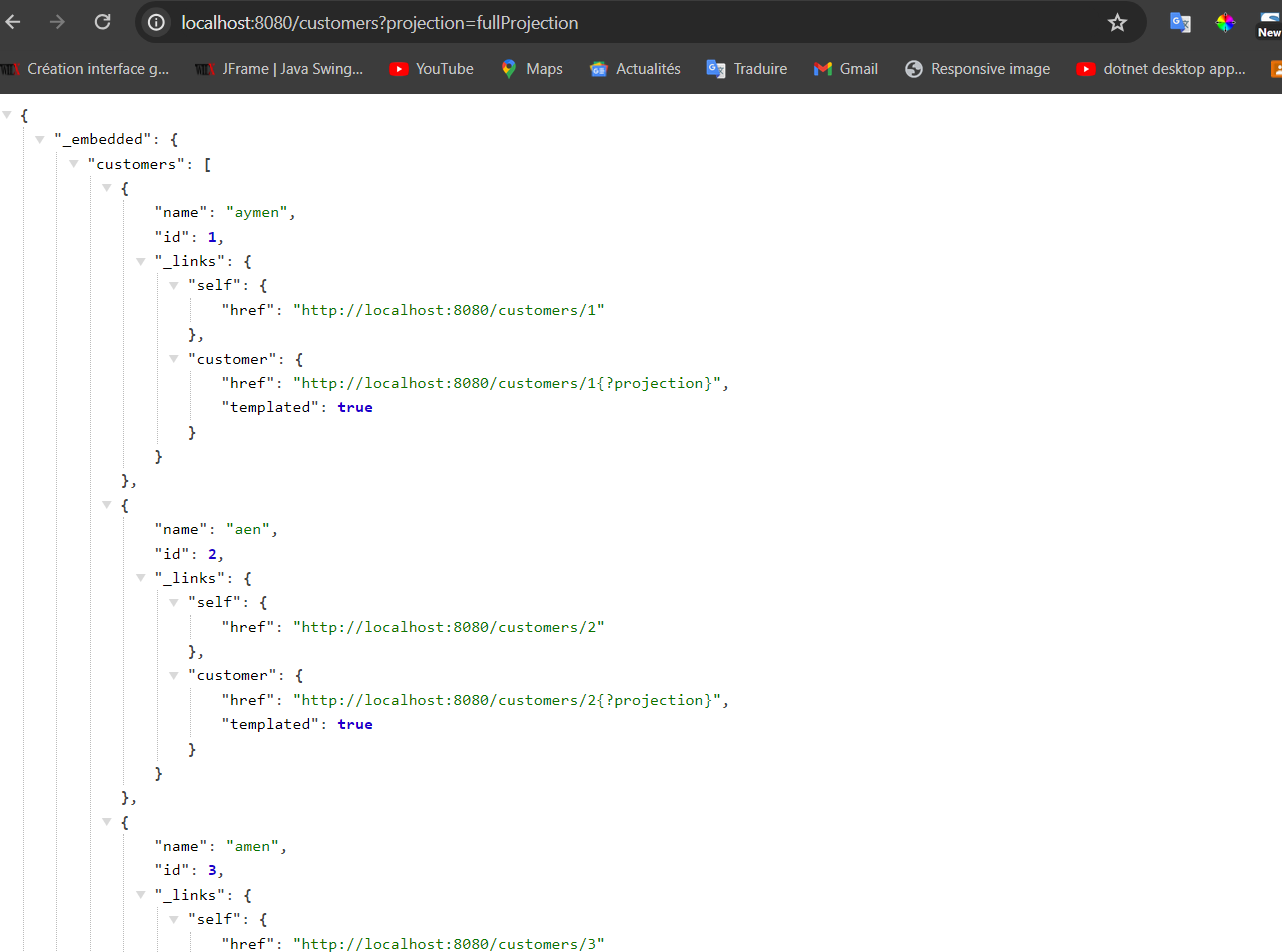 localhost:8080/customers?projection=fullProjection
New
Création interface g... JFrame | Java Swing... YouTube Maps Actualités Traduire Gmail Responsive image dotnet desktop app...
{
"_embedded": {
"customers": [
{
"name": "aymen",
"id": 1,
"_links": {
"self": {
"href": "http://localhost:8080/customers/1"
},
"customer": {
"href": "http://localhost:8080/customers/1{?projection}",
"templated": true
}
}
},
{
"name": "aen",
"id": 2,
"_links": {
"self": {
"href": "http://localhost:8080/customers/2"
},
"customer": {
"href": "http://localhost:8080/customers/2{?projection}",
"templated": true
}
}
},
{
"name": "amen",
"id": 3,
"_links": {
"self": {
"href": "http://localhost:8080/customers/3"